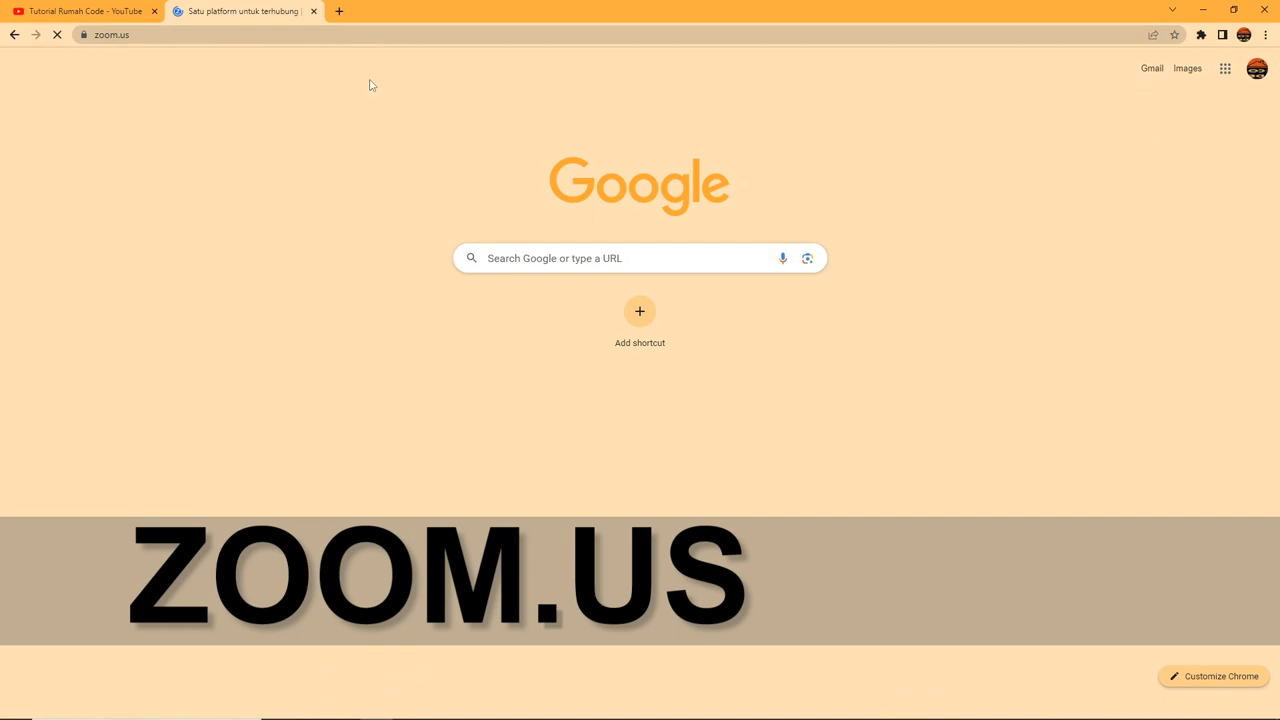 Tutorial Rumah Code - YouTube
Satu platform untuk terhubung |
zoom.us
Gmail Images
Google
Search Google or type a URL
Add shortcut
ZOOM.US
Customize Chrome